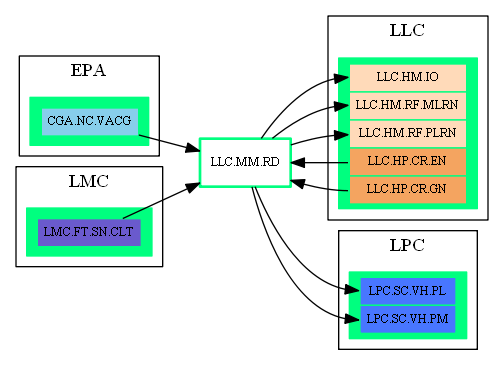 EPA
CGA.NC.VACG
LMC
LMC.FT.SN.CLT
LLC.MM.RD
LLC
LLC.HM.IO
LLC.HM.RF.MLRN
LLC.HM.RF.PLRN
LLC.HP.CR.EN
LLC.HP.CR.GN
LPC
LPC.SC.VH.PL
LPC.SC.VH.PM